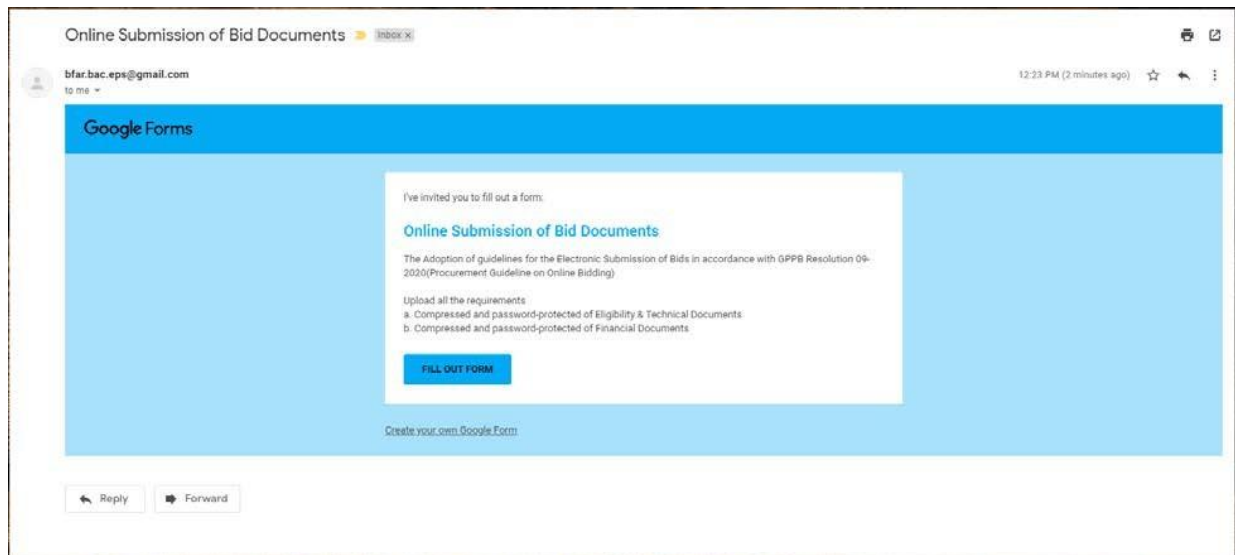 Online Submission of Bid Documents Inbox x
bfar.bac.eps@gmail.com 12:23 PM (2 minutes ago)
to me
Google Forms
I've invited you to fill out a form:
Online Submission of Bid Documents
The Adoption of guidelines for the Electronic Submission of Bids in accordance with GPPB Resolution 09-
2020(Procurement Guideline on Online Bidding)
Upload all the requirements
a. Compressed and password-protected of Eligibility & Technical Documents
b. Compressed and password-protected of Financial Documents
FILL OUT FORM
Create your own Google Form
Reply Forward